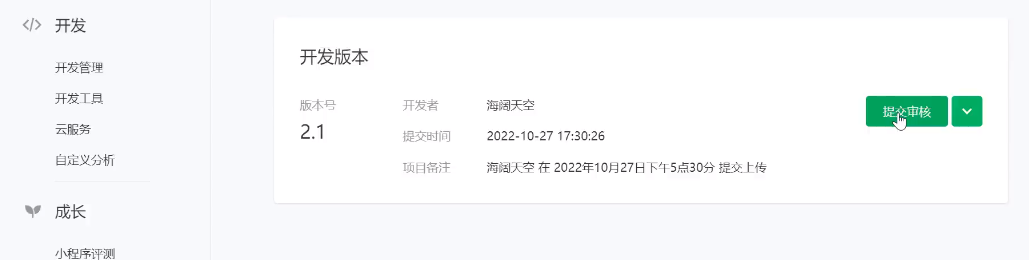 开发
开发管理
开发工具
云服务
自定义分析
成长
小程序评测
开发版本
版本号
2.1
开发者 海阔天空
提交时间 2022-10-27 17:30:26
项目备注 海阔天空 在 2022年10月27日下午5点30分 提交上传
提交审核